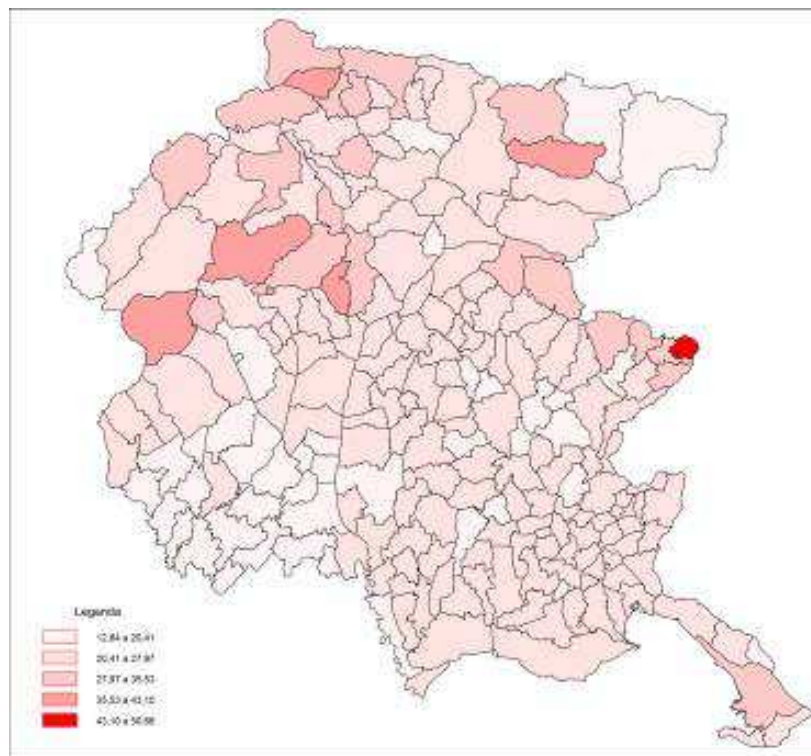 Legenda
12,84 a 20,41
20,41 a 27,97
27,97 a 35,53
35,53 a 43,10
43,10 a 50,66